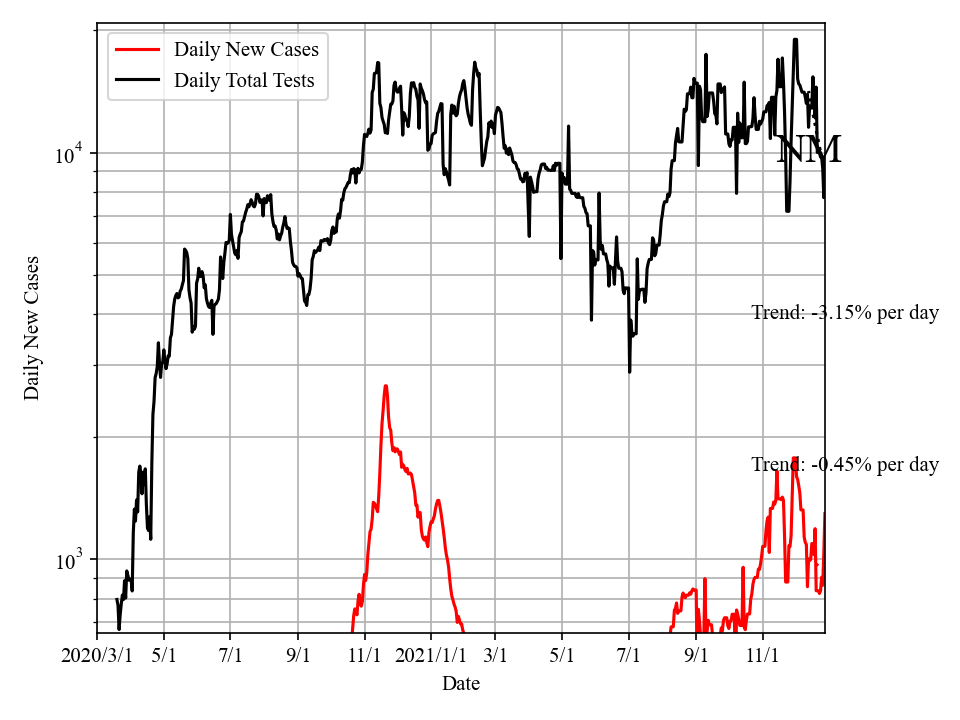 Daily New Cases
Daily Total Tests
10^4
NM
Daily New Cases
Trend: -3.15% per day
Trend: -0.45% per day
10^3
2020/3/1 5/1 7/1 9/1 11/1 2021/1/1 3/1 5/1 7/1 9/1 11/1
Date